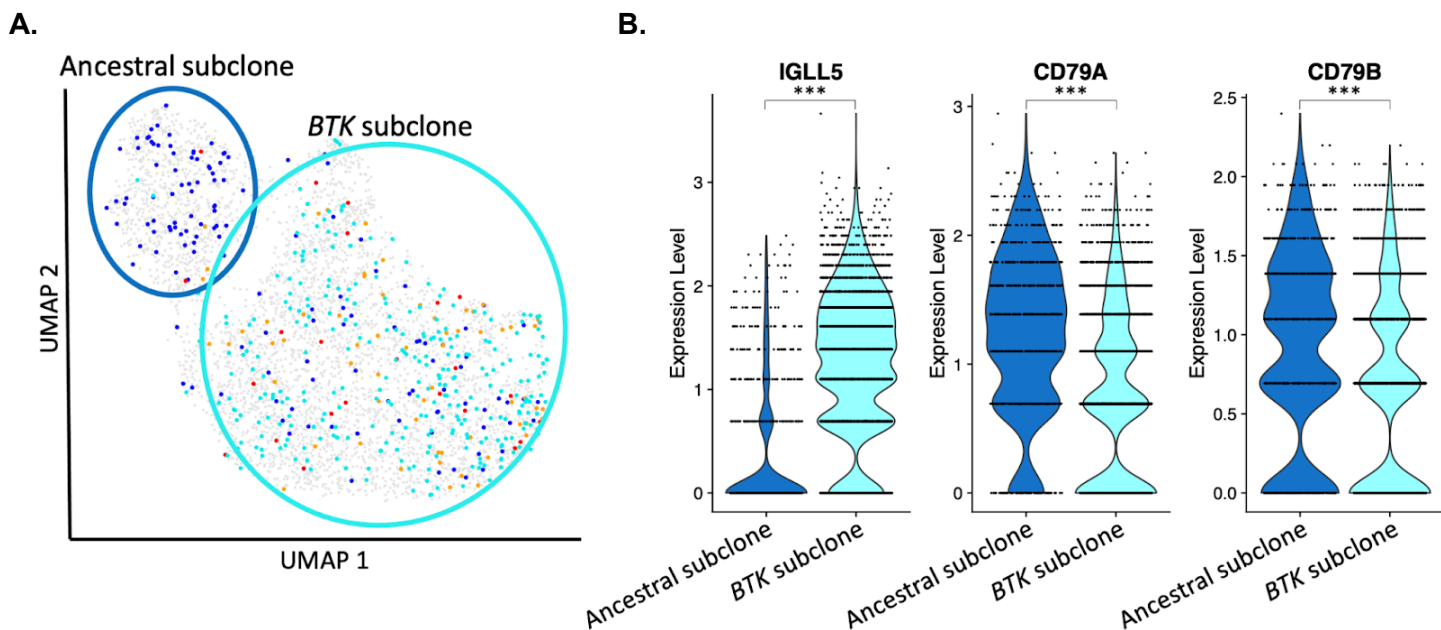 A.
Ancestral subclone
BTK subclone
UMAP 2
UMAP 1
B.
IGLL5
***
Expression Level
3
2
1
0
Ancestral subclone
BTK subclone
CD79A
***
Expression Level
3
2
1
0
Ancestral subclone
BTK subclone
CD79B
***
Expression Level
2.5
2.0
1.5
1.0
0.5
0.0
Ancestral subclone
BTK subclone